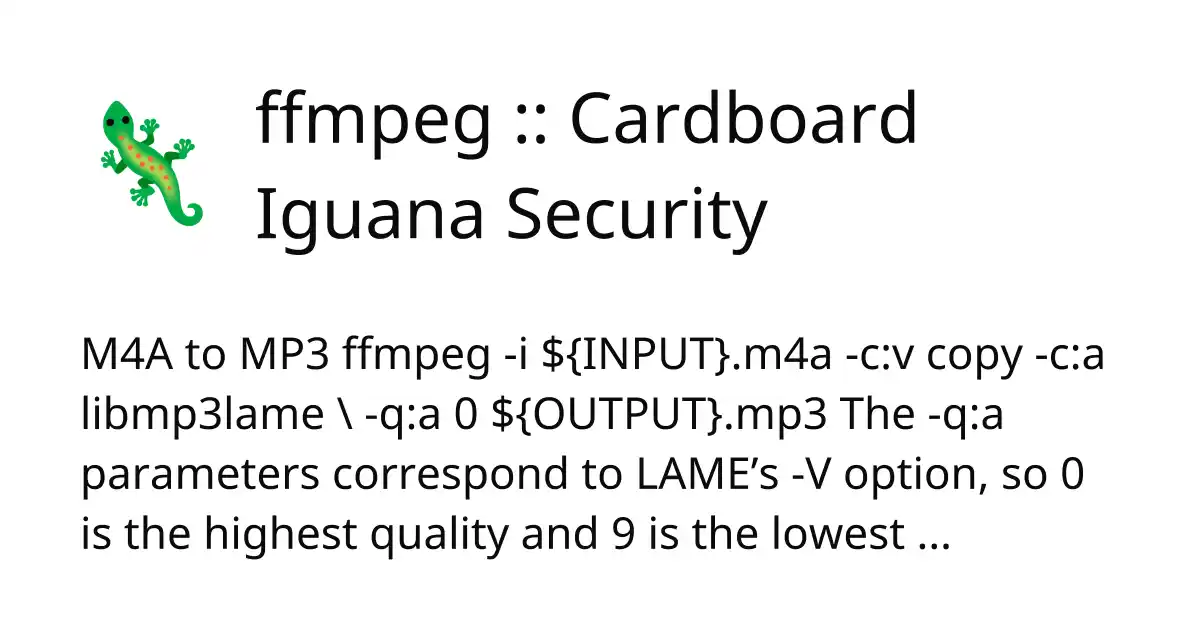 ffmpeg :: Cardboard
Iguana Security
M4A to MP3 ffmpeg -i ${INPUT}.m4a -c:v copy -c:a
libmp3lame \ -q:a 0 ${OUTPUT}.mp3 The -q:a
parameters correspond to LAME’s -V option, so 0
is the highest quality and 9 is the lowest ...